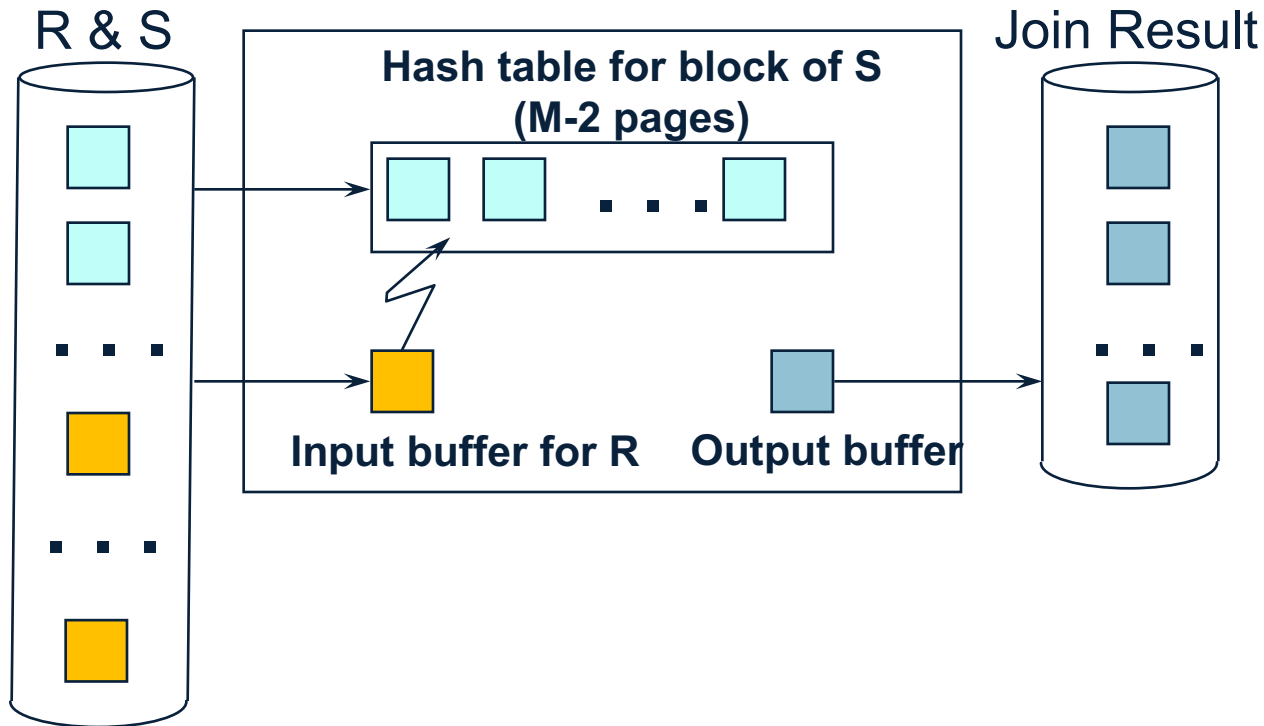 R & S
Join Result
Hash table for block of S
(M-2 pages)
. . .
. . .
. . .
Input buffer for R
Output buffer
. . .